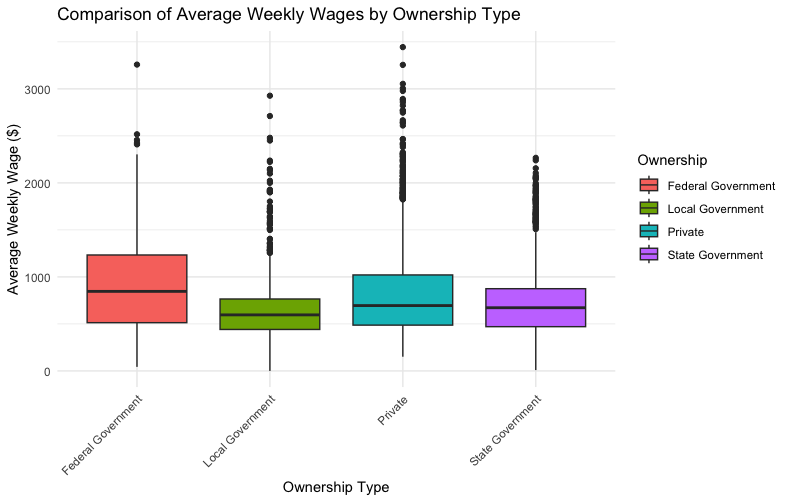 Comparison of Average Weekly Wages by Ownership Type
Average Weekly Wage ($)
3000
2000
1000
0
Federal Government
Local Government
Private
State Government
Ownership Type
Ownership
Federal Government
Local Government
Private
State Government